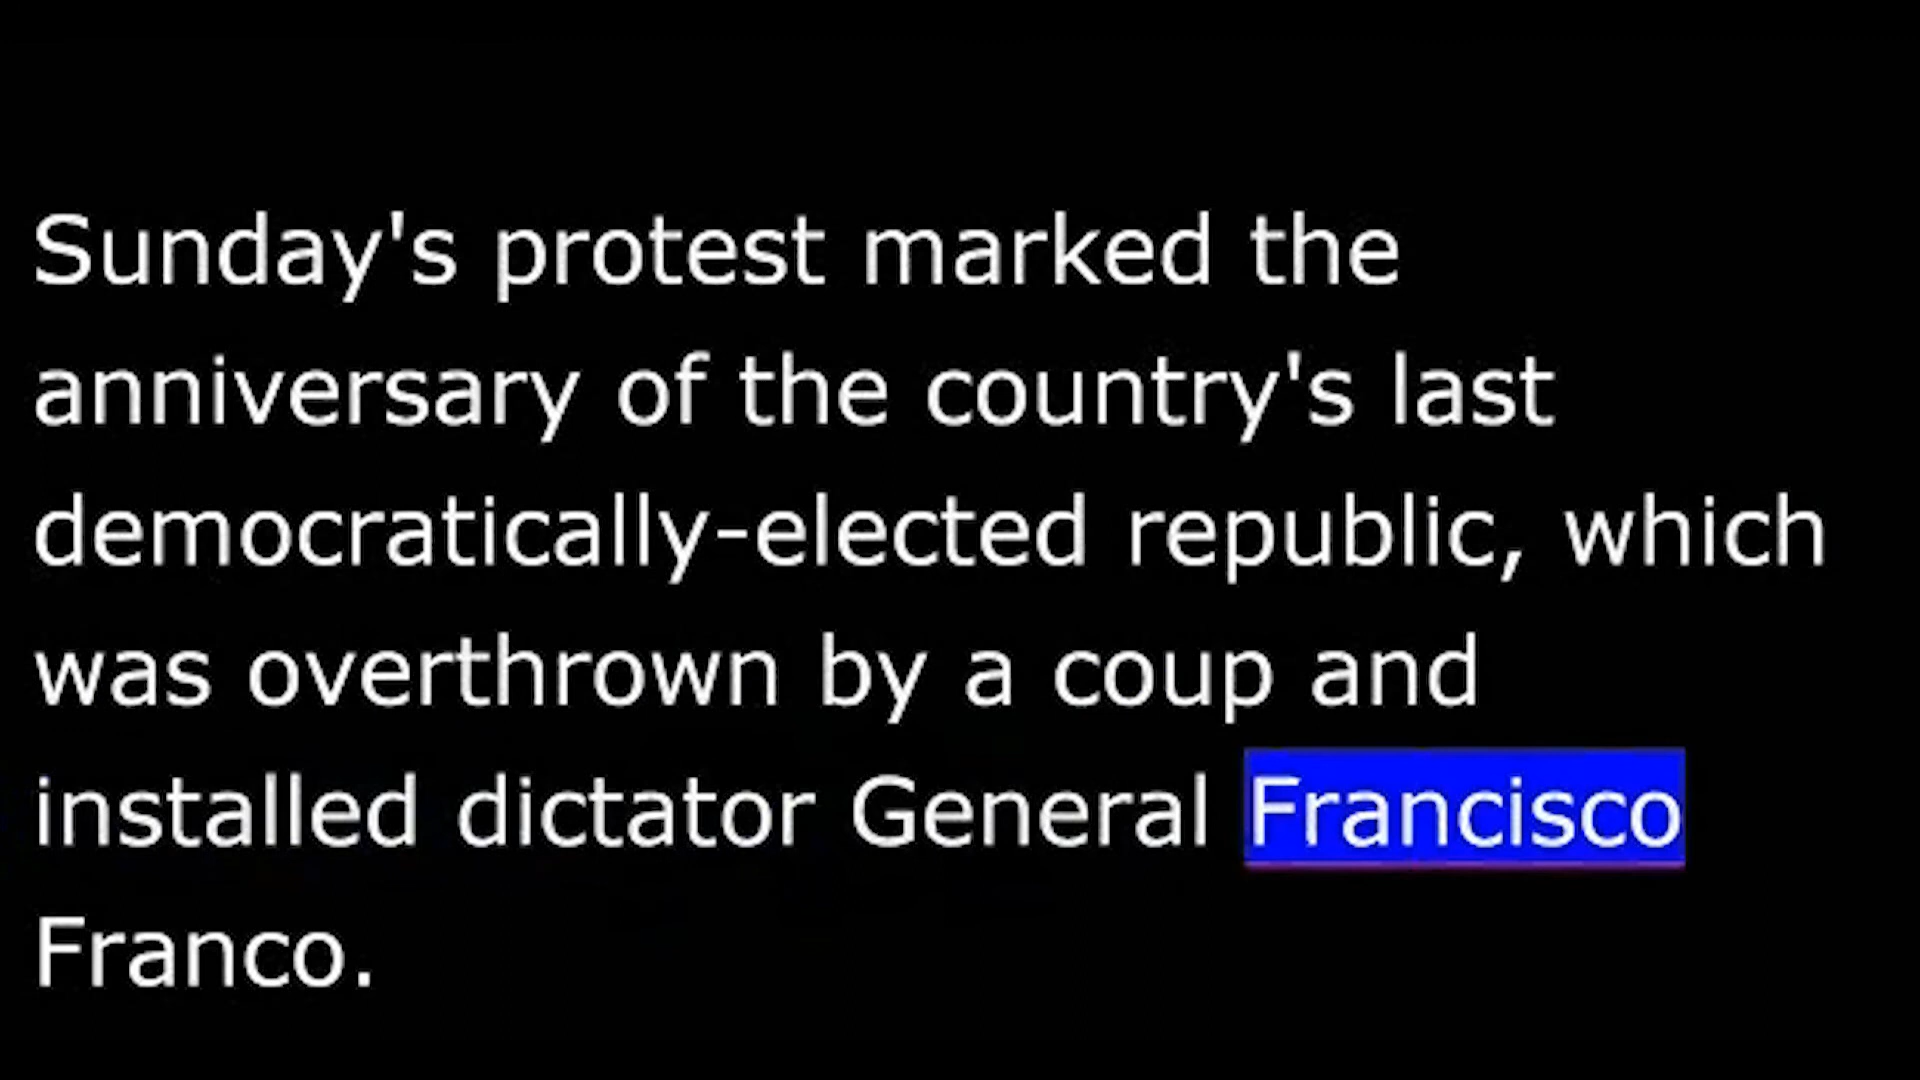 Sunday's protest marked the
anniversary of the country's last
democratically-elected republic, which
was overthrown by a coup and
installed dictator General Francisco
Franco.